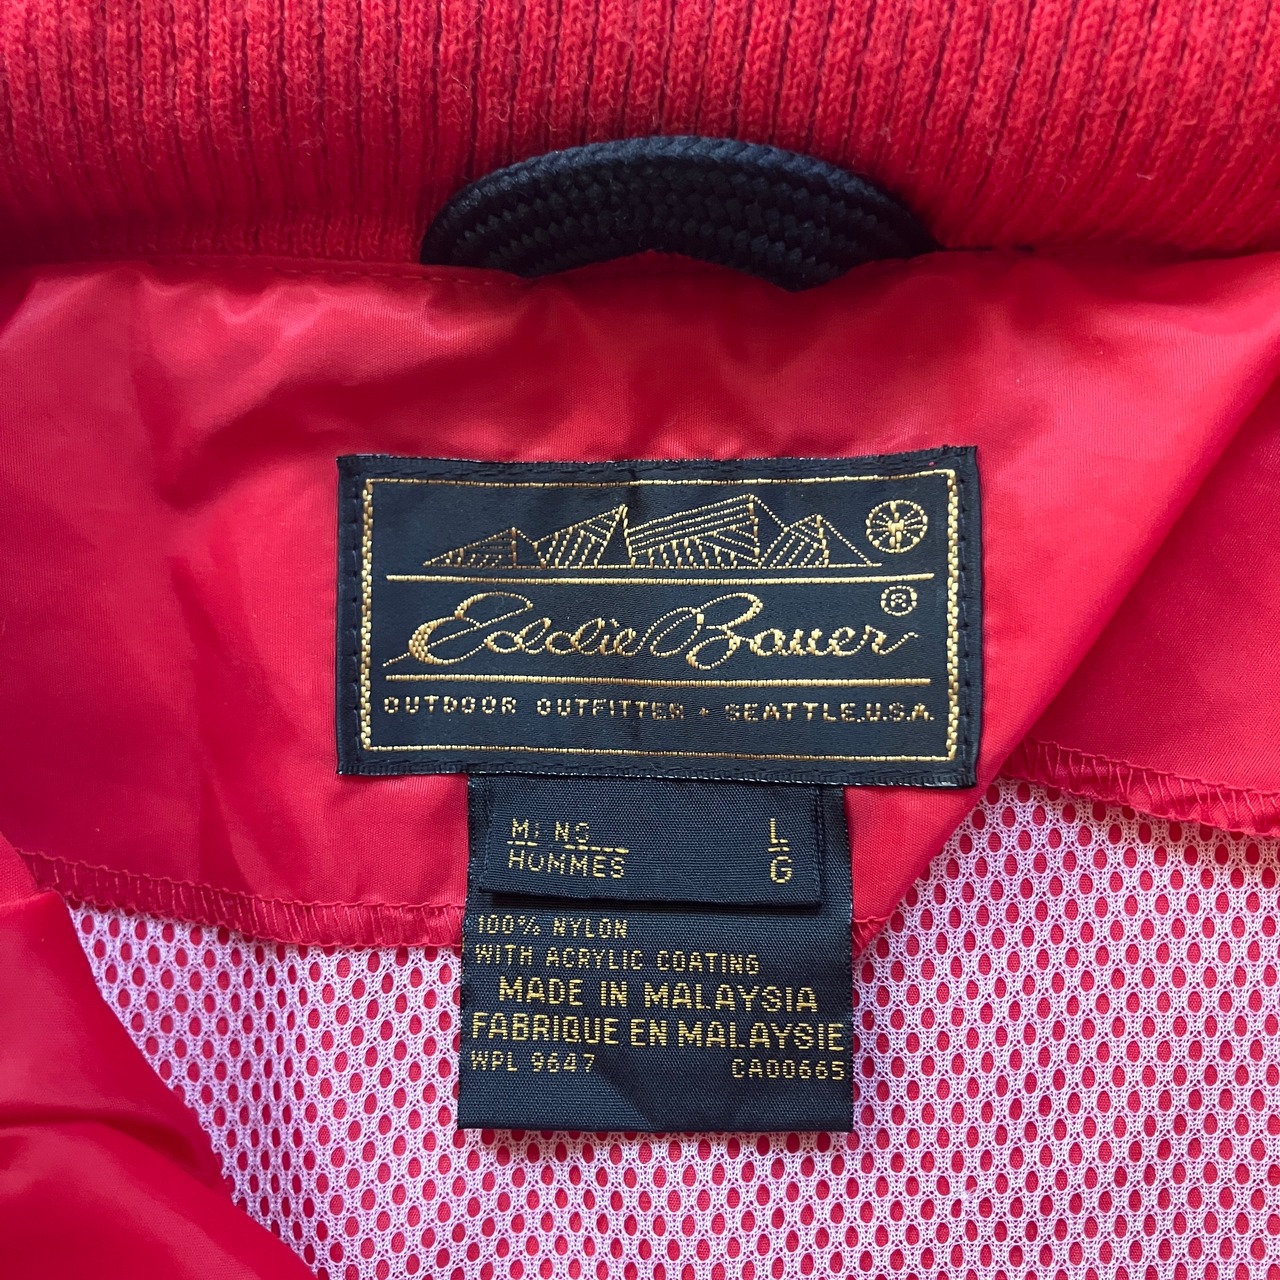 Eddie Bauer®
OUTDOOR OUTFITTER • SEATTLE, U.S.A.
MENS L
HOMMES G
100% NYLON
WITH ACRYLIC COATING
MADE IN MALAYSIA
FABRIQUE EN MALAYSIE
WPL 9647 CA00665